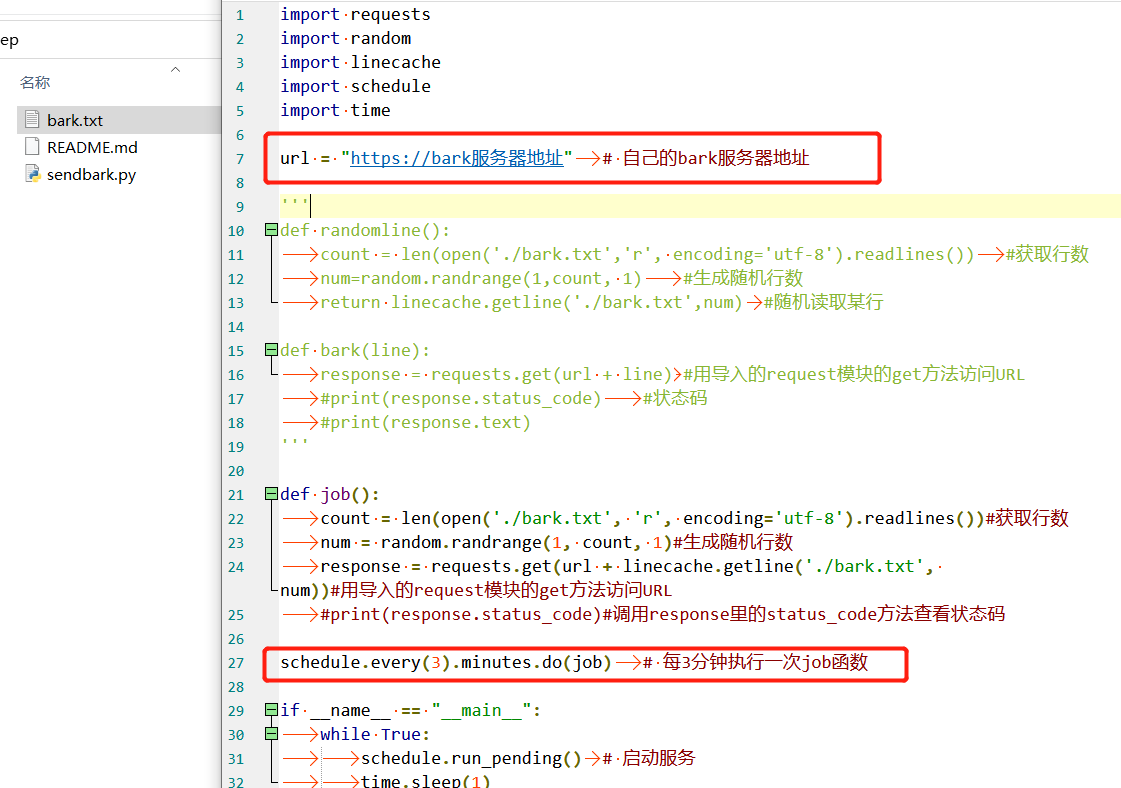 ep
名称
bark.txt
README.md
sendbark.py
1 import requests
2 import random
3 import linecache
4 import schedule
5 import time
6
7 url = "https://bark服务器地址" # 自己的bark服务器地址
8
9 '''
10 def randomline():
11 count = len(open('./bark.txt','r', encoding='utf-8').readlines()) #获取行数
12 num=random.randrange(1,count, 1) #生成随机行数
13 return linecache.getline('./bark.txt',num) #随机读取某行
14
15 def bark(line):
16 response = requests.get(url + line) #用导入的request模块的get方法访问URL
17 #print(response.status_code) #状态码
18 #print(response.text)
19 '''
20
21 def job():
22 count = len(open('./bark.txt', 'r', encoding='utf-8').readlines())#获取行数
23 num = random.randrange(1, count, 1)#生成随机行数
24 response = requests.get(url + linecache.getline('./bark.txt',
num))#用导入的request模块的get方法访问URL
25 #print(response.status_code)#调用response里的status_code方法查看状态码
26
27 schedule.every(3).minutes.do(job) # 每3分钟执行一次job函数
28
29 if __name__ == "__main__":
30 while True:
31 schedule.run_pending() # 启动服务
32 time.sleep(1)